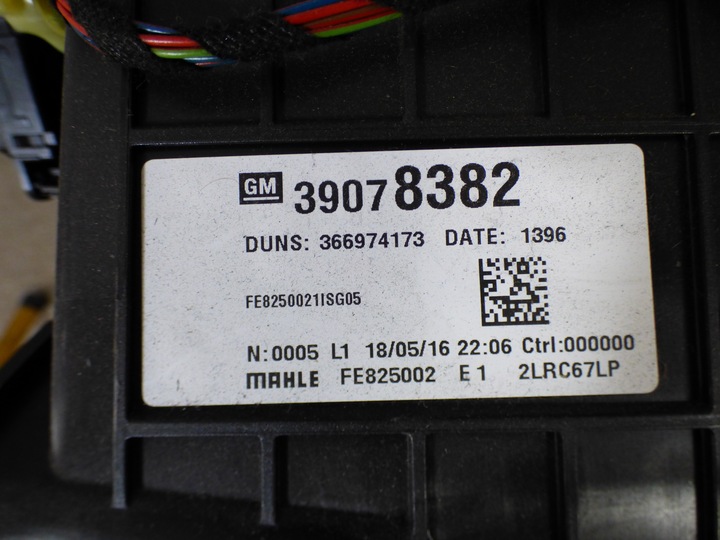 GM 39078382
DUNS: 366974173 DATE: 1396
FE8250021ISG05
N:0005 L1 18/05/16 22:06 Ctrl:000000
MAHLE FE825002 E1 2LRC67LP